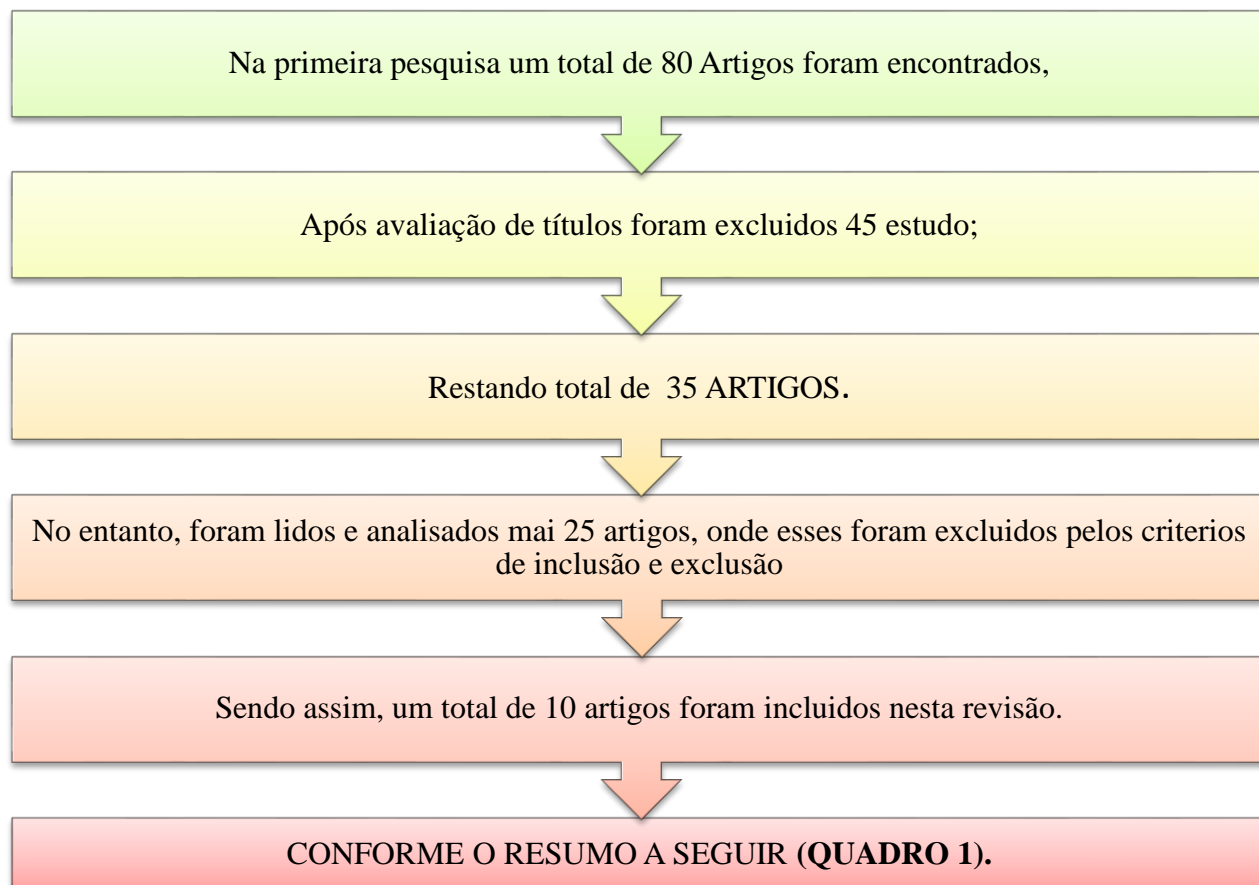 Na primeira pesquisa um total de 80 Artigos foram encontrados,
Após avaliação de títulos foram excluidos 45 estudo;
Restando total de 35 ARTIGOS.
No entanto, foram lidos e analisados mai 25 artigos, onde esses foram excluidos pelos criterios
de inclusão e exclusão
Sendo assim, um total de 10 artigos foram incluidos nesta revisão.
CONFORME O RESUMO A SEGUIR (QUADRO 1).